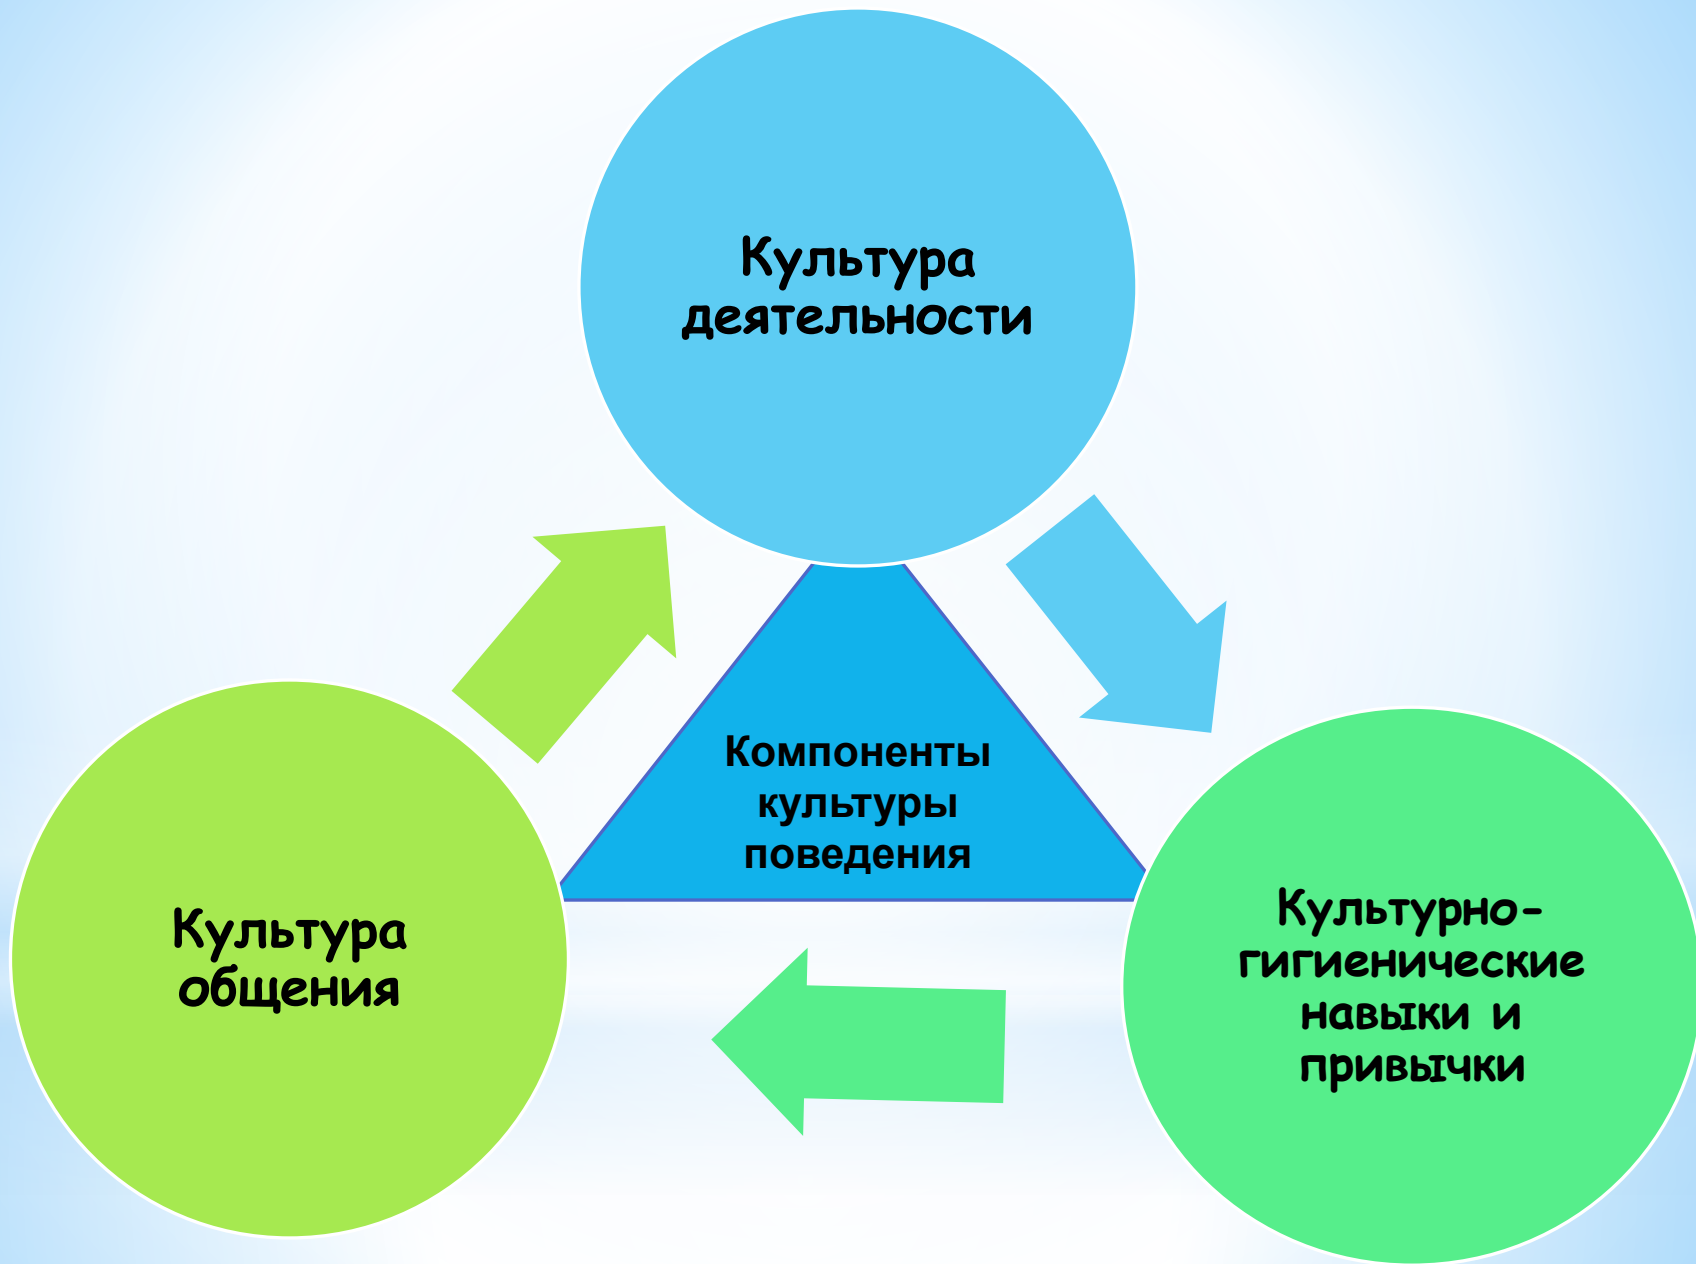 Культура
деятельности
Компоненты
культуры
поведения
Культура
общения
Культурно-
гигиенические
навыки и
привычки